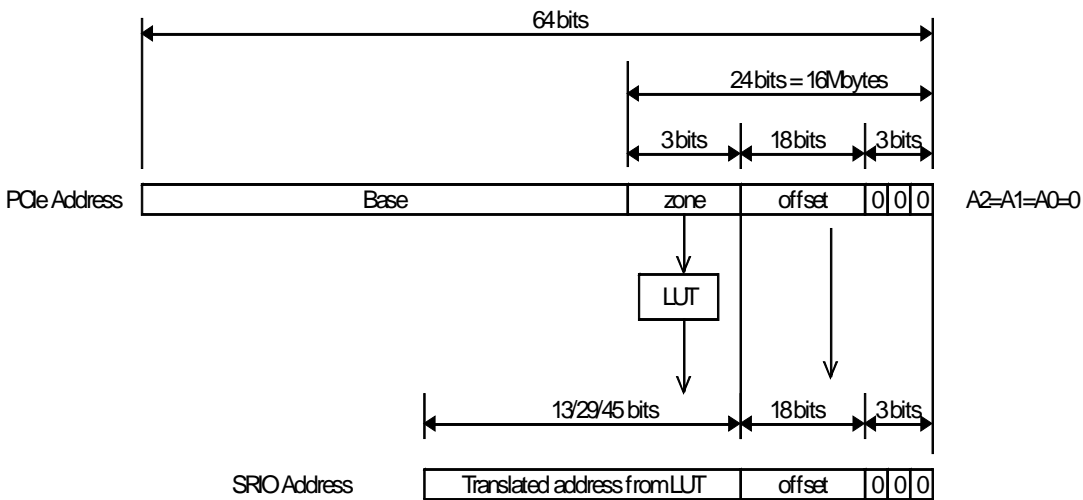 64 bits
24 bits = 16Mbytes
3 bits 18 bits 3 bits
PCIe Address Base zone offset 0 0 0 A2=A1=A0=0
LUT
13/29/45 bits 18 bits 3 bits
SRIO Address Translated address from LUT offset 0 0 0